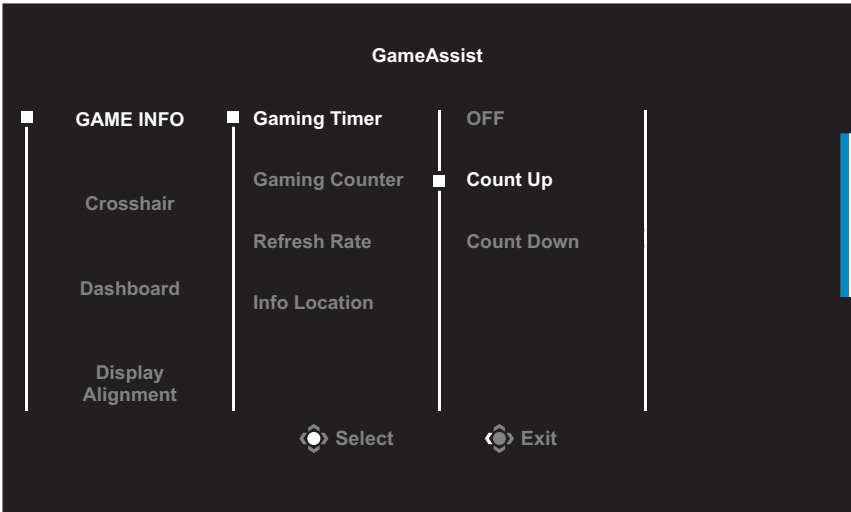 GameAssist
GAME INFO
Crosshair
Dashboard
Display
Alignment
Gaming Timer
Gaming Counter
Refresh Rate
Info Location
OFF
Count Up
Count Down
Select
Exit